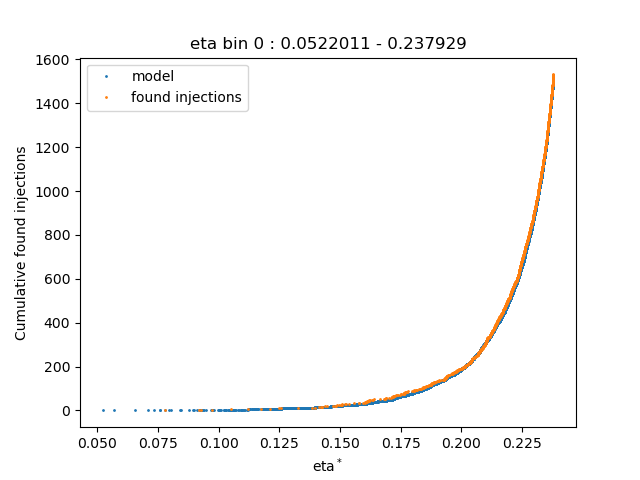 eta bin 0 : 0.0522011 - 0.237929
model
found injections
1600
1400
1200
1000
800
600
400
200
0
Cumulative found injections
0.050 0.075 0.100 0.125 0.150 0.175 0.200 0.225
eta*